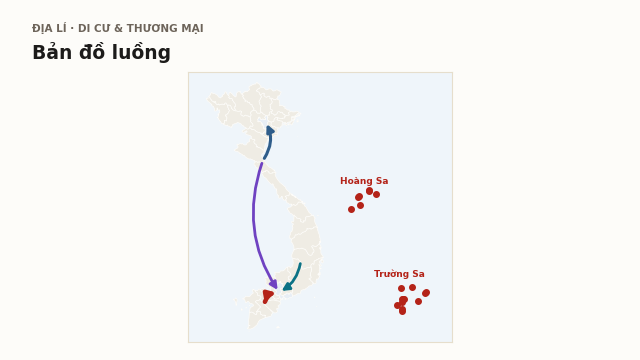 ĐỊA LÍ · DI CƯ & THƯƠNG MẠI
Bản đồ luồng
Hoàng Sa
Trường Sa